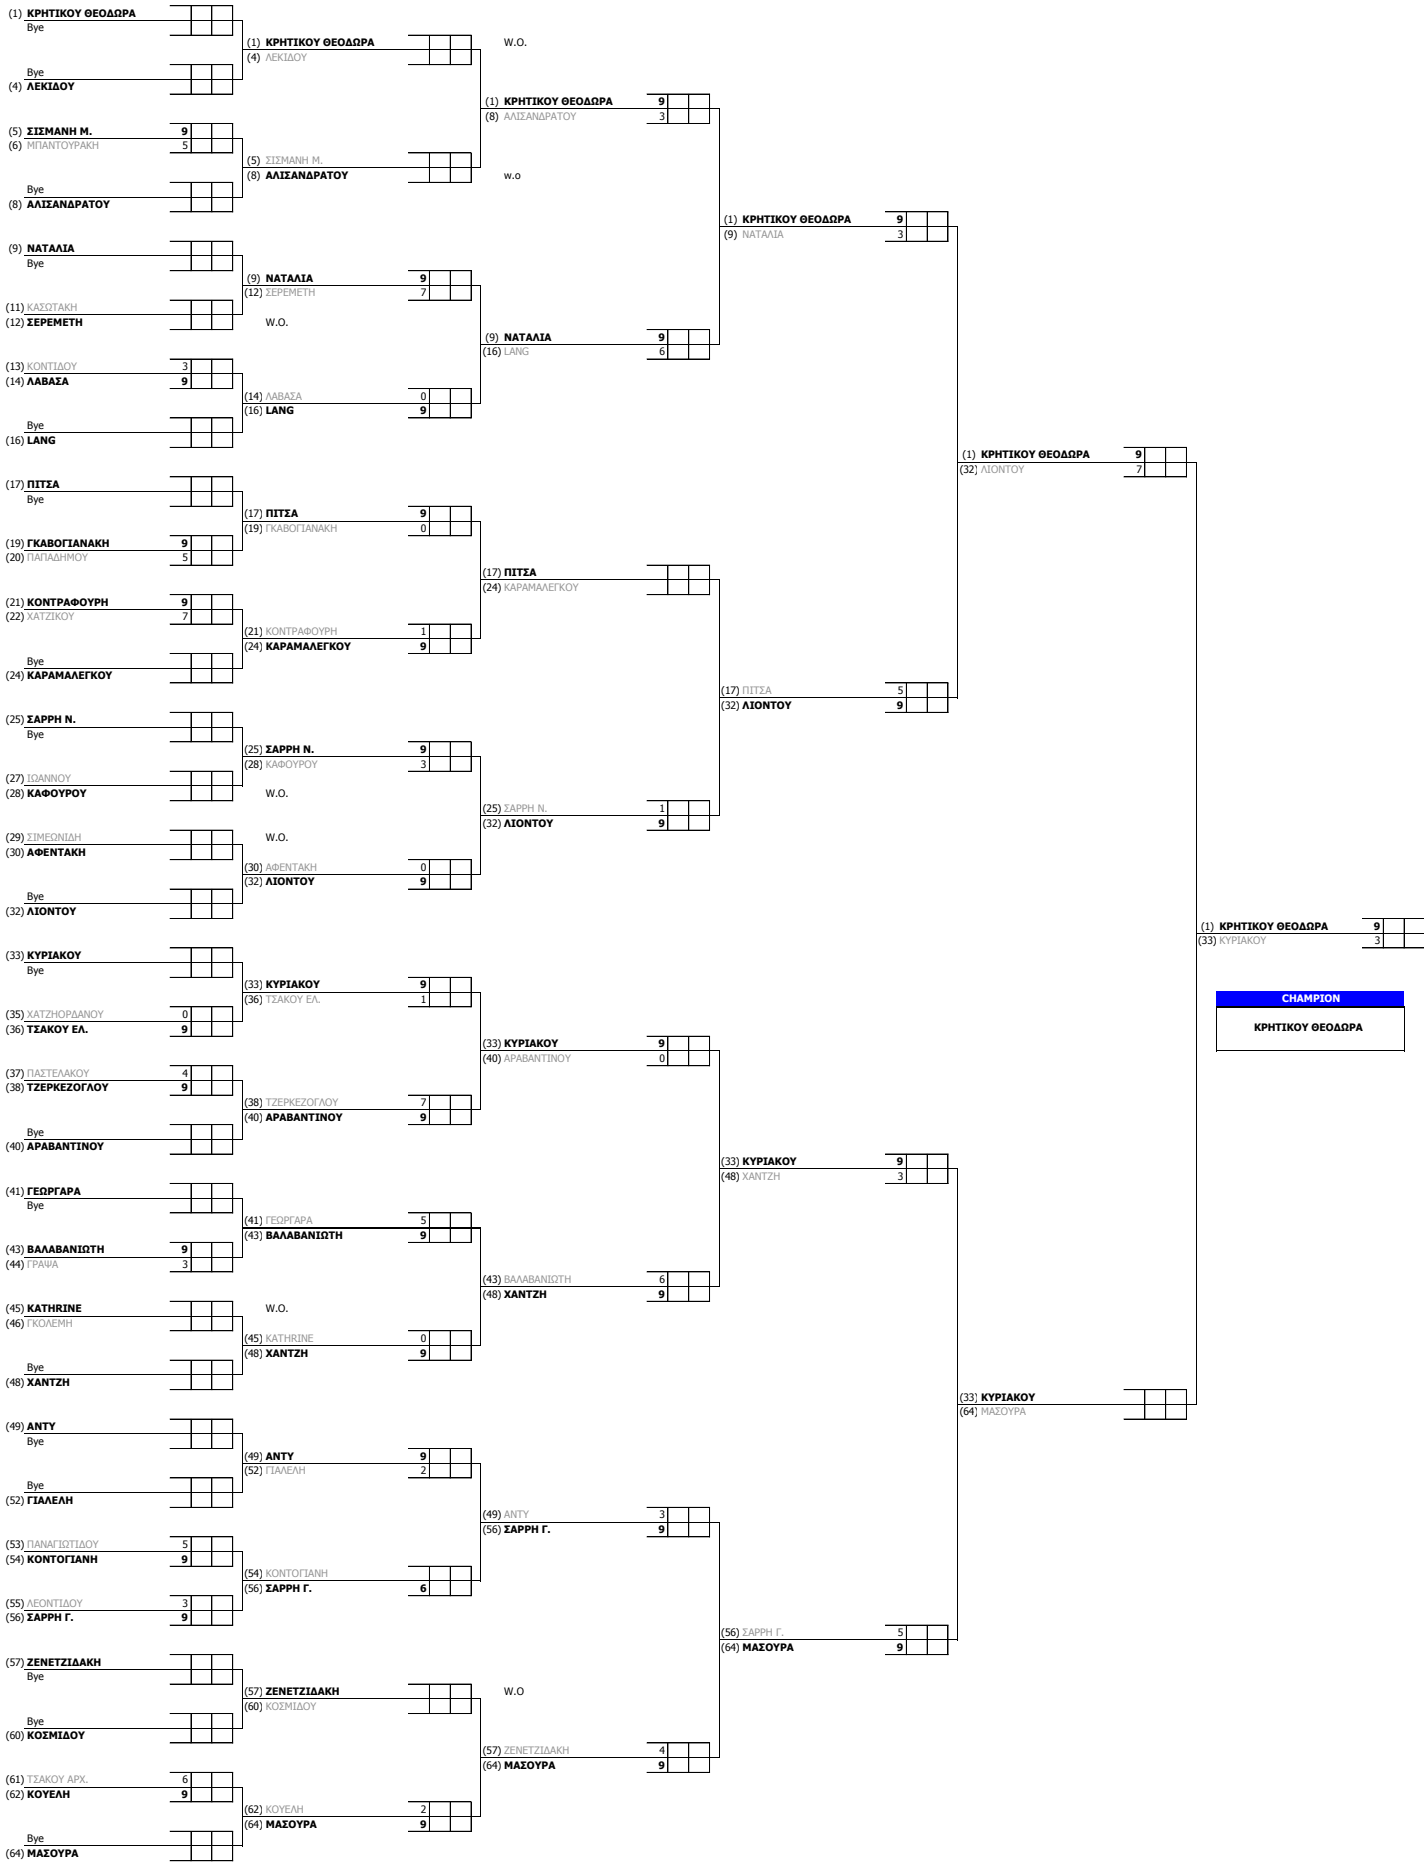 (1) ΚΡΗΤΙΚΟΥ ΘΕΟΔΩΡΑ
Bye
Bye
(4) ΛΕΚΙΔΟΥ
(5) ΣΙΣΜΑΝΗ Μ. 9
(6) ΜΠΑΝΤΟΥΡΑΚΗ 5
Bye
(8) ΑΛΙΣΑΝΔΡΑΤΟΥ
(9) ΝΑΤΑΛΙΑ
Bye
(11) ΚΑΣΩΤΑΚΗ
(12) ΣΕΡΕΜΕΤΗ
(13) ΚΟΝΤΙΔΟΥ 3
(14) ΛΑΒΑΣΑ 9
Bye
(16) LANG
(17) ΠΙΤΣΑ
Bye
(19) ΓΚΑΒΟΓΙΑΝΑΚΗ 9
(20) ΠΑΠΑΔΗΜΟΥ 5
(21) ΚΟΝΤΡΑΦΟΥΡΗ 9
(22) ΧΑΤΖΙΚΟΥ 7
Bye
(24) ΚΑΡΑΜΑΛΕΓΚΟΥ
(25) ΣΑΡΡΗ Ν.
Bye
(27) ΙΩΑΝΝΟΥ
(28) ΚΑΦΟΥΡΟΥ
(29) ΣΙΜΕΩΝΙΔΗ
(30) ΑΦΕΝΤΑΚΗ
Bye
(32) ΛΙΟΝΤΟΥ
(33) ΚΥΡΙΑΚΟΥ
Bye
(35) ΧΑΤΖΗΟΡΔΑΝΟΥ 0
(36) ΤΣΑΚΟΥ ΕΛ. 9
(37) ΠΑΣΤΕΛΑΚΟΥ 4
(38) ΤΖΕΡΚΕΖΟΓΛΟΥ 9
Bye
(40) ΑΡΑΒΑΝΤΙΝΟΥ
(41) ΓΕΩΡΓΑΡΑ
Bye
(43) ΒΑΛΑΒΑΝΙΩΤΗ 9
(44) ΓΡΑΨΑ 3
(45) KATHRINE
(46) ΓΚΟΛΕΜΗ
Bye
(48) ΧΑΝΤΖΗ
(49) ΑΝΤΥ
Bye
Bye
(52) ΓΙΑΛΕΛΗ
(53) ΠΑΝΑΓΙΩΤΙΔΟΥ 5
(54) ΚΟΝΤΟΓΙΑΝΗ 9
(55) ΛΕΟΝΤΙΔΟΥ 3
(56) ΣΑΡΡΗ Γ. 9
(57) ΖΕΝΕΤΖΙΔΑΚΗ
Bye
Bye
(60) ΚΟΣΜΙΔΟΥ
(61) ΤΣΑΚΟΥ ΑΡΧ. 6
(62) ΚΟΥΕΛΗ 9
Bye
(64) ΜΑΣΟΥΡΑ
(1) ΚΡΗΤΙΚΟΥ ΘΕΟΔΩΡΑ W.O.
(4) ΛΕΚΙΔΟΥ
(5) ΣΙΣΜΑΝΗ Μ.
(8) ΑΛΙΣΑΝΔΡΑΤΟΥ w.o
(9) ΝΑΤΑΛΙΑ 9
(12) ΣΕΡΕΜΕΤΗ 7
W.O.
(14) ΛΑΒΑΣΑ 0
(16) LANG 9
(17) ΠΙΤΣΑ 9
(19) ΓΚΑΒΟΓΙΑΝΑΚΗ 0
(21) ΚΟΝΤΡΑΦΟΥΡΗ 1
(24) ΚΑΡΑΜΑΛΕΓΚΟΥ 9
(25) ΣΑΡΡΗ Ν. 9
(28) ΚΑΦΟΥΡΟΥ 3
W.O.
W.O.
(30) ΑΦΕΝΤΑΚΗ 0
(32) ΛΙΟΝΤΟΥ 9
(33) ΚΥΡΙΑΚΟΥ 9
(36) ΤΣΑΚΟΥ ΕΛ. 1
(38) ΤΖΕΡΚΕΖΟΓΛΟΥ 7
(40) ΑΡΑΒΑΝΤΙΝΟΥ 9
(41) ΓΕΩΡΓΑΡΑ 5
(43) ΒΑΛΑΒΑΝΙΩΤΗ 9
W.O.
(45) KATHRINE 0
(48) ΧΑΝΤΖΗ 9
(49) ΑΝΤΥ 9
(52) ΓΙΑΛΕΛΗ 2
(54) ΚΟΝΤΟΓΙΑΝΗ
(56) ΣΑΡΡΗ Γ. 6
(57) ΖΕΝΕΤΖΙΔΑΚΗ W.O
(60) ΚΟΣΜΙΔΟΥ
(62) ΚΟΥΕΛΗ 2
(64) ΜΑΣΟΥΡΑ 9
(1) ΚΡΗΤΙΚΟΥ ΘΕΟΔΩΡΑ 9
(8) ΑΛΙΣΑΝΔΡΑΤΟΥ 3
(9) ΝΑΤΑΛΙΑ 9
(16) LANG 6
(17) ΠΙΤΣΑ
(24) ΚΑΡΑΜΑΛΕΓΚΟΥ
(25) ΣΑΡΡΗ Ν. 1
(32) ΛΙΟΝΤΟΥ 9
(33) ΚΥΡΙΑΚΟΥ 9
(40) ΑΡΑΒΑΝΤΙΝΟΥ 0
(43) ΒΑΛΑΒΑΝΙΩΤΗ 6
(48) ΧΑΝΤΖΗ 9
(49) ΑΝΤΥ 3
(56) ΣΑΡΡΗ Γ. 9
(57) ΖΕΝΕΤΖΙΔΑΚΗ 4
(64) ΜΑΣΟΥΡΑ 9
(1) ΚΡΗΤΙΚΟΥ ΘΕΟΔΩΡΑ 9
(9) ΝΑΤΑΛΙΑ 3
(17) ΠΙΤΣΑ 5
(32) ΛΙΟΝΤΟΥ 9
(33) ΚΥΡΙΑΚΟΥ 9
(48) ΧΑΝΤΖΗ 3
(56) ΣΑΡΡΗ Γ. 5
(64) ΜΑΣΟΥΡΑ 9
(1) ΚΡΗΤΙΚΟΥ ΘΕΟΔΩΡΑ 9
(32) ΛΙΟΝΤΟΥ 7
(33) ΚΥΡΙΑΚΟΥ
(64) ΜΑΣΟΥΡΑ
(1) ΚΡΗΤΙΚΟΥ ΘΕΟΔΩΡΑ 9
(33) ΚΥΡΙΑΚΟΥ 3
CHAMPION
ΚΡΗΤΙΚΟΥ ΘΕΟΔΩΡΑ